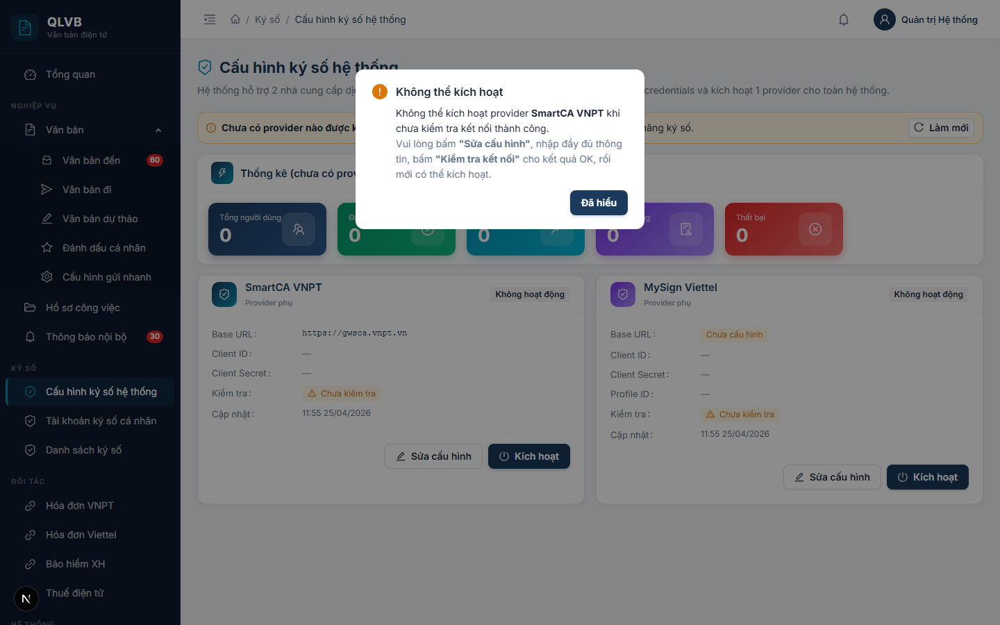 QLVB
Văn bản điện tử
Tổng quan
NGHIỆP VỤ
Văn bản
Văn bản đến 60
Văn bản đi
Văn bản dự thảo
Đánh dấu cá nhân
Cấu hình gửi nhanh
Hồ sơ công việc
Thông báo nội bộ 30
KÝ SỐ
Cấu hình ký số hệ thống
Tài khoản ký số cá nhân
Danh sách ký số
ĐỐI TÁC
Hóa đơn VNPT
Hóa đơn Viettel
Bảo hiểm XH
Thuế điện tử
HỆ THỐNG
/ Ký số / Cấu hình ký số hệ thống
Quản trị Hệ thống
Cấu hình ký số hệ thống
Hệ thống hỗ trợ 2 nhà cung cấp credentials và kích hoạt 1 provider cho toàn hệ thống.
Chưa có provider nào được ký số.
Làm mới
Không thể kích hoạt
Không thể kích hoạt provider SmartCA VNPT khi
chưa kiểm tra kết nối thành công.
Vui lòng bấm "Sửa cấu hình", nhập đầy đủ thông
tin, bấm "Kiểm tra kết nối" cho kết quả OK, rồi
mới có thể kích hoạt.
Đã hiểu
Thống kê (chưa có
Tổng người dùng
0
0
0
0
Thất bại
0
SmartCA VNPT
Provider phụ
Không hoạt động
Base URL: https://gwsca.vnpt.vn
Client ID: —
Client Secret: —
Kiểm tra: Chưa kiểm tra
Cập nhật: 11:55 25/04/2026
Sửa cấu hình
Kích hoạt
MySign Viettel
Provider phụ
Không hoạt động
Base URL: Chưa cấu hình
Client ID: —
Client Secret: —
Profile ID: —
Kiểm tra: Chưa kiểm tra
Cập nhật: 11:55 25/04/2026
Sửa cấu hình
Kích hoạt